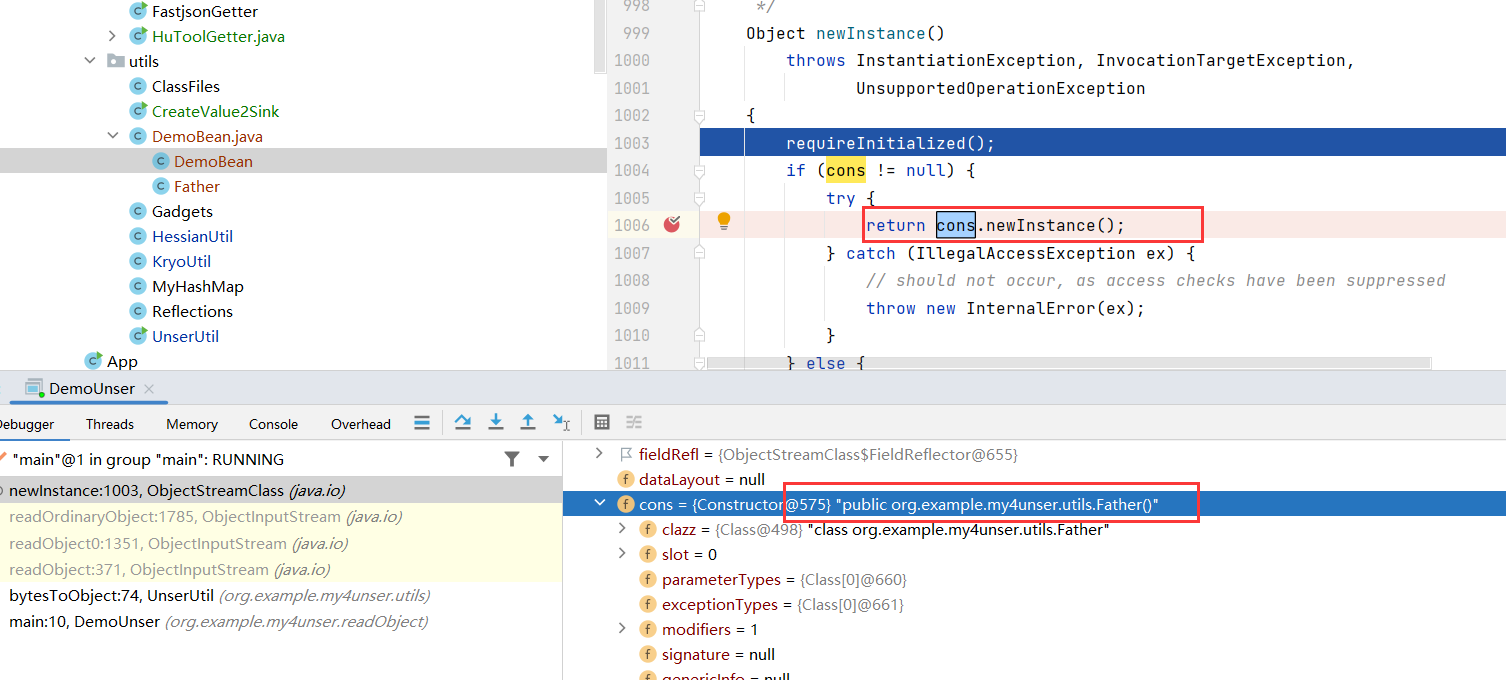 FastjsonGetter
HuToolGetter.java
utils
ClassFiles
CreateValue2Sink
DemoBean.java
DemoBean
Father
Gadgets
HessianUtil
KryoUtil
MyHashMap
Reflections
UnserUtil
App
998 */
999 Object newInstance()
1000 throws InstantiationException, InvocationTargetException,
1001 UnsupportedOperationException
1002 {
1003 requireInitialized();
1004 if (cons != null) {
1005 try {
1006 return cons.newInstance();
1007 } catch (IllegalAccessException ex) {
1008 // should not occur, as access checks have been suppressed
1009 throw new InternalError(ex);
1010 }
1011 } else {
DemoUnser
Debugger Threads Memory Console Overhead
"main"@1 in group "main": RUNNING
newInstance:1003, ObjectStreamClass (java.io)
readOrdinaryObject:1785, ObjectInputStream (java.io)
readObject0:1351, ObjectInputStream (java.io)
readObject:371, ObjectInputStream (java.io)
bytesToObject:74, UnserUtil (org.example.my4unser.utils)
main:10, DemoUnser (org.example.my4unser.readObject)
fieldRefl = {ObjectStreamClass$FieldReflector@655}
dataLayout = null
cons = {Constructor@575} "public org.example.my4unser.utils.Father()"
clazz = {Class@498} "class org.example.my4unser.utils.Father"
slot = 0
parameterTypes = {Class[0]@660}
exceptionTypes = {Class[0]@661}
modifiers = 1
signature = null
genericInfo = null